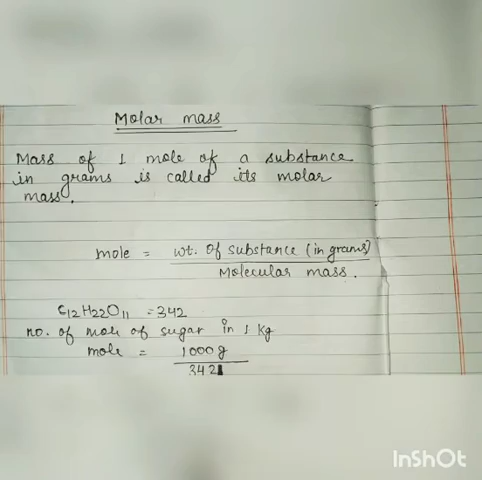 Molar mass
Mass of 1 mole of a substance
in grams is called its molar
mass.
mole = wt. of substance (in grams)
Molecular mass.
C12H22O11 = 342
no. of mole of sugar in 1 kg
mole = 1000g
342
InShOt